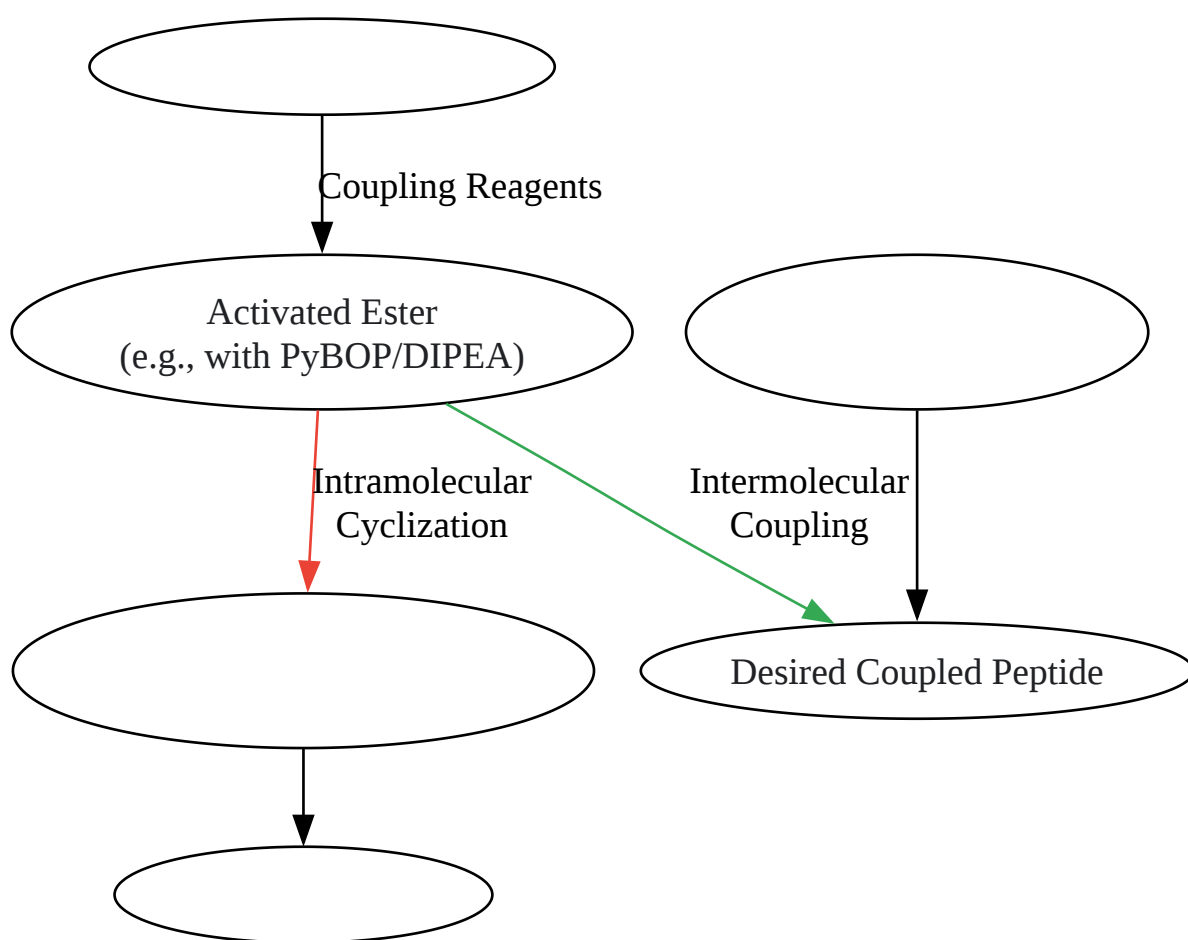 Coupling Reagents
Activated Ester
(e.g., with PyBOP/DIPEA)
Intramolecular
Cyclization
Intermolecular
Coupling
Desired Coupled Peptide